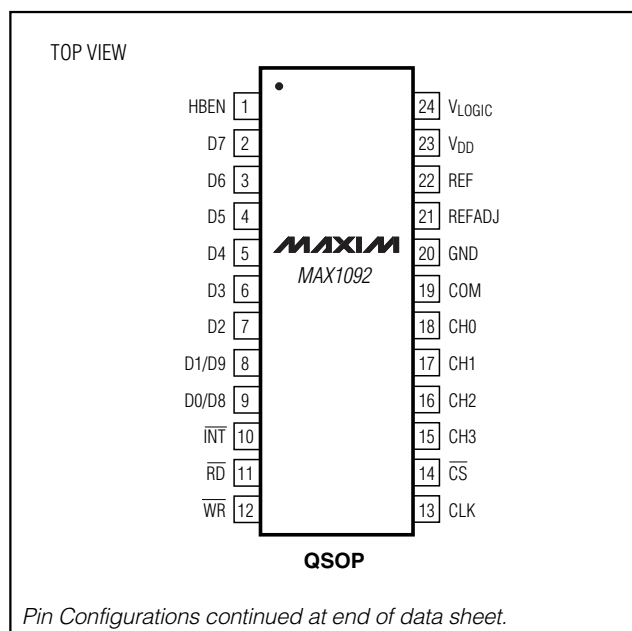 TOP VIEW
HBEN 1
D7 2
D6 3
D5 4
D4 5
D3 6
D2 7
D1/D9 8
D0/D8 9
INT 10
RD 11
WR 12
MAXIM
MAX1092
24 VLOGIC
23 VDD
22 REF
21 REFADJ
20 GND
19 COM
18 CH0
17 CH1
16 CH2
15 CH3
14 CS
13 CLK
QSOP
Pin Configurations continued at end of data sheet.